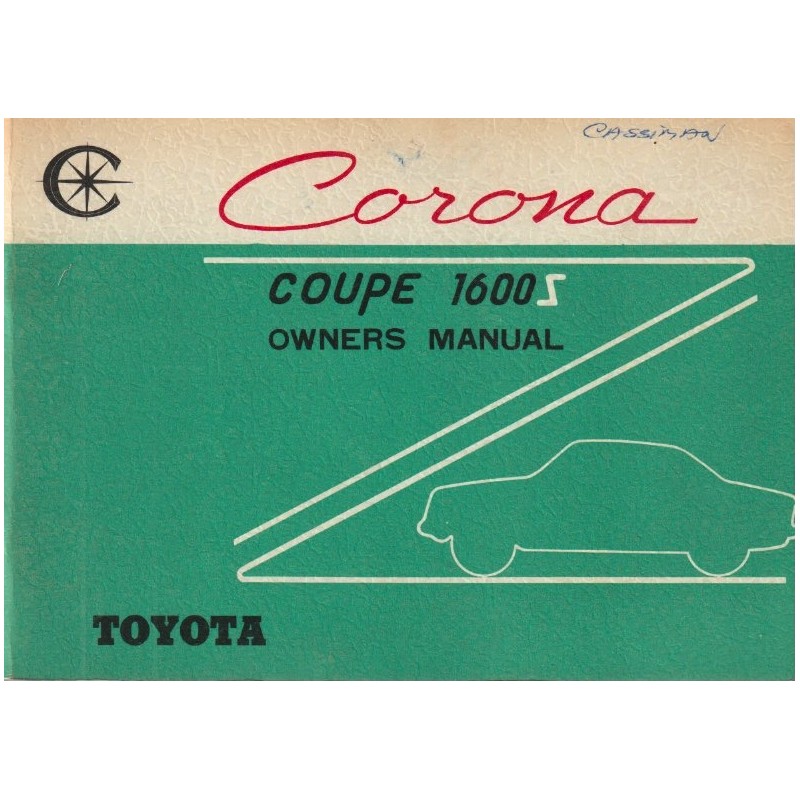 CASSIMAN
C
Corona
COUPE 1600S
OWNERS MANUAL
TOYOTA